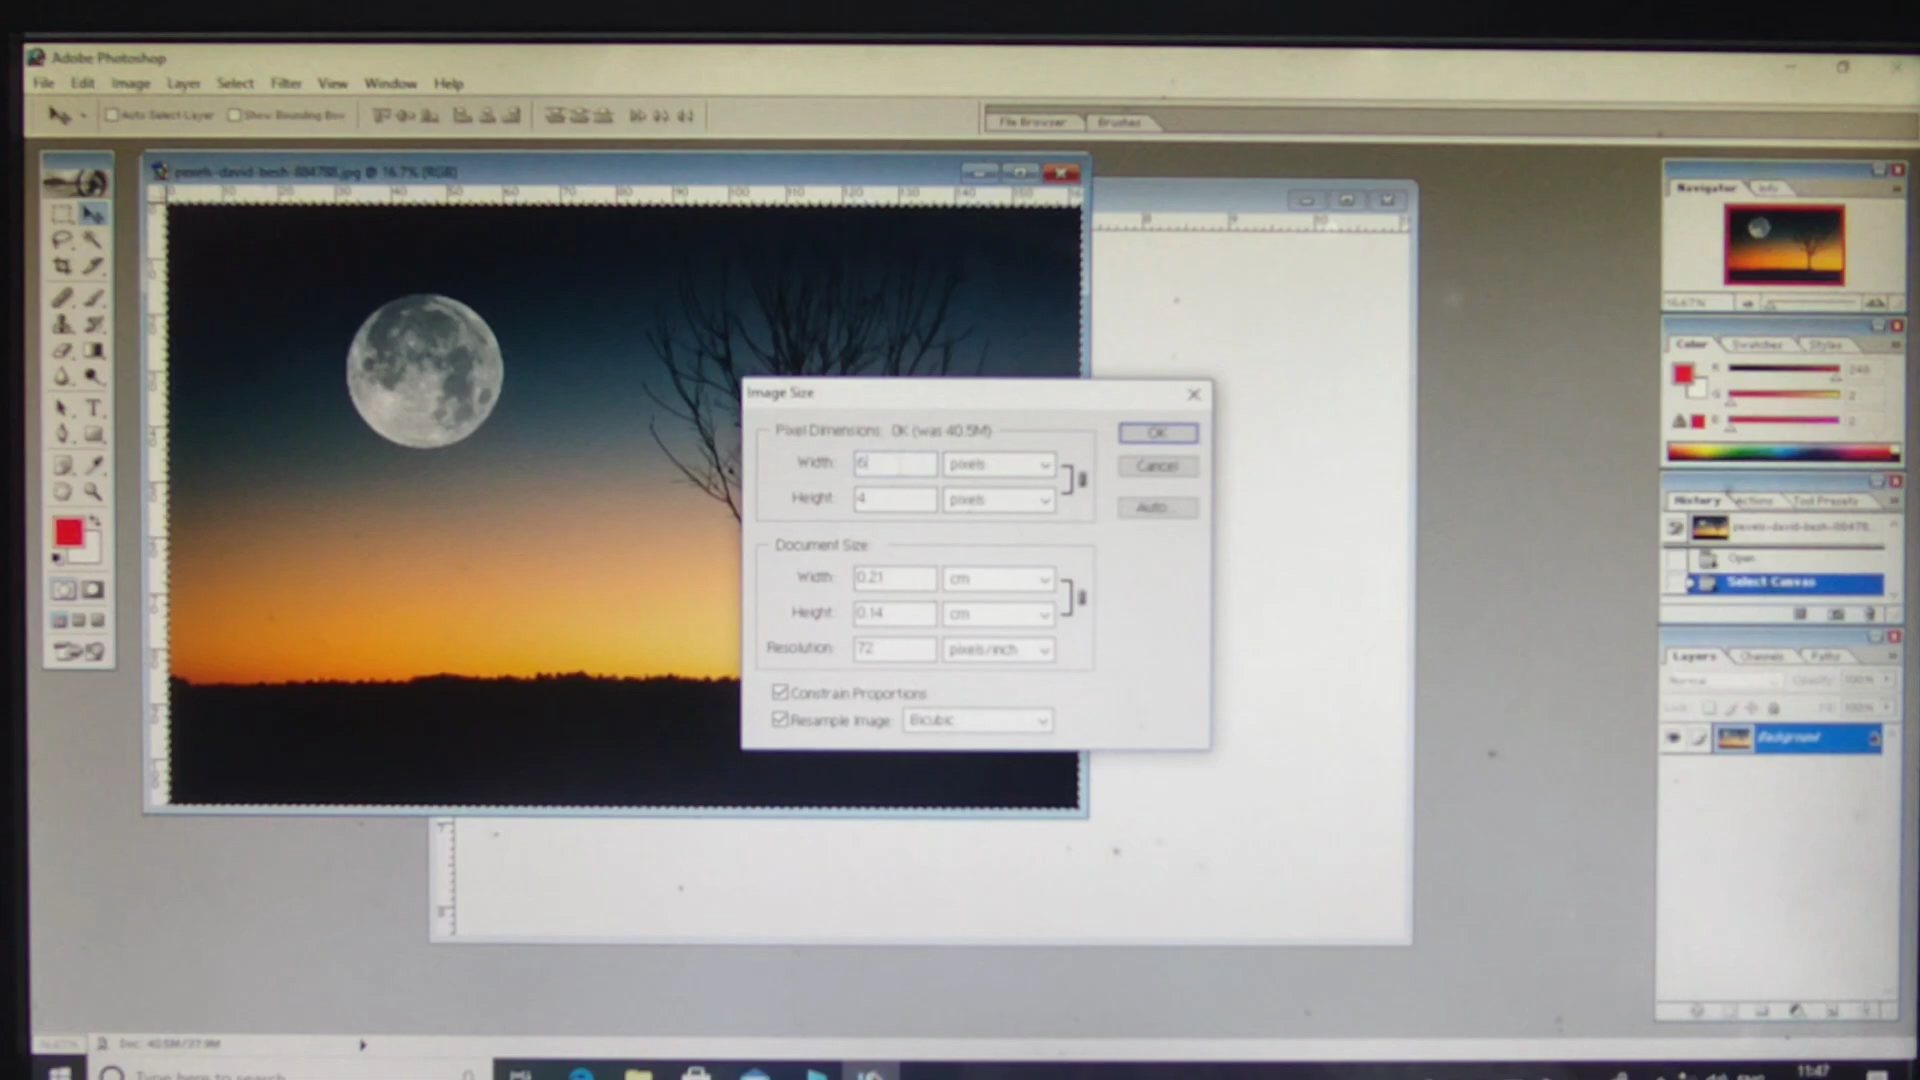 Adobe Photoshop
File Edit Image Layer Select Filter View Window Help
Auto Select Layer Show Bounding Box
File Browser Brushes
pexels-david-besh-884788.jpg @ 16.7% (RGB)
Navigator Info
16.67%
Color Swatches Styles
Image Size
Pixel Dimensions: 0K (was 40.5M)
OK
Width: 6 pixels
Cancel
Height: 4 pixels
Auto...
Document Size:
Width: 0.21 cm
Height: 0.14 cm
Resolution: 72 pixels/inch
Constrain Proportions
Resample Image: Bicubic
History Actions Tool Presets
pexels-david-besh-88478...
Open
Select Canvas
Layers Channels Paths
Normal Opacity: 100%
Lock: Fill: 100%
Background
Doc: 40.5M/37.9M
Type here to search
ENG
11:47